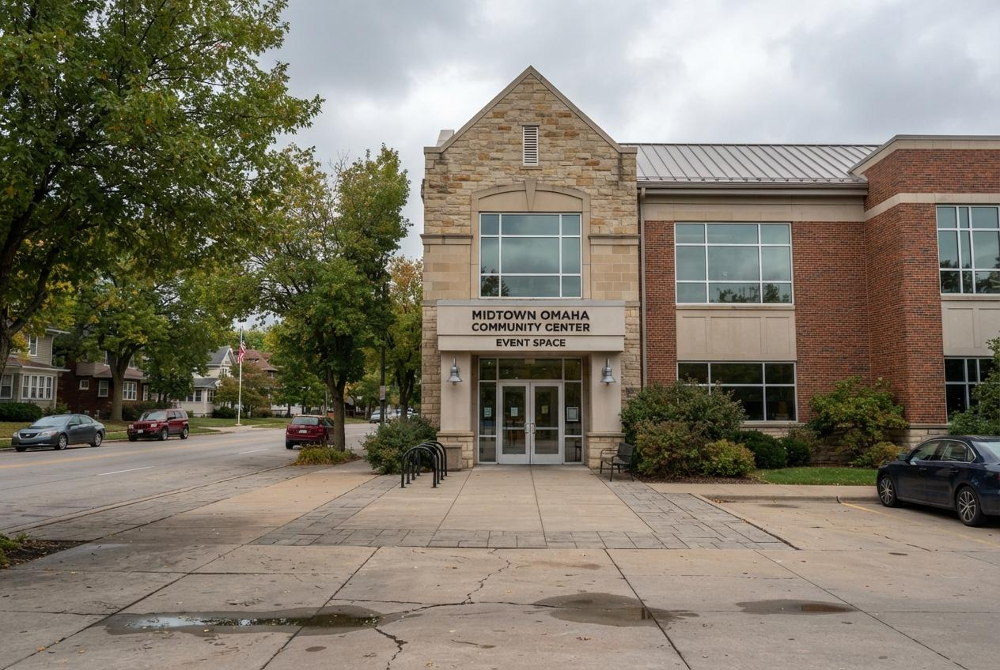 MIDTOWN OMAHA
COMMUNITY CENTER
EVENT SPACE